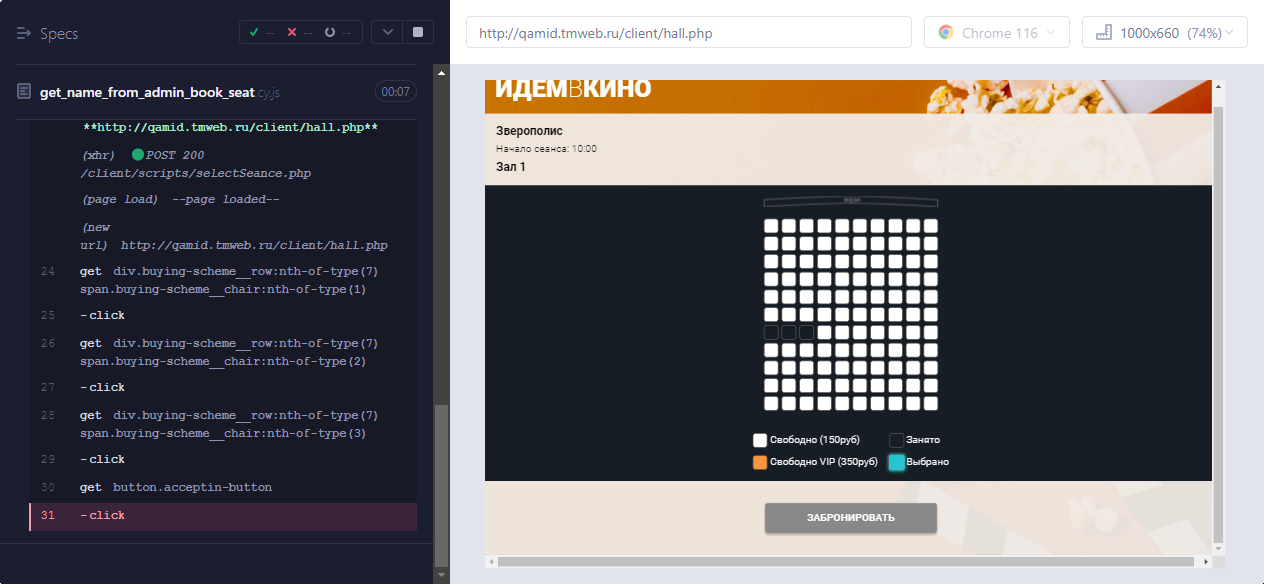 Specs
-- -- --
get_name_from_admin_book_seat cy.js
00:07
**http://qamid.tmweb.ru/client/hall.php**
(xhr) POST 200
/client/scripts/selectSeance.php
(page load) --page loaded--
(new
url) http://qamid.tmweb.ru/client/hall.php
24 get div.buying-scheme__row:nth-of-type(7)
span.buying-scheme__chair:nth-of-type(1)
25 -click
26 get div.buying-scheme__row:nth-of-type(7)
span.buying-scheme__chair:nth-of-type(2)
27 -click
28 get div.buying-scheme__row:nth-of-type(7)
span.buying-scheme__chair:nth-of-type(3)
29 -click
30 get button.acceptin-button
31 -click
http://qamid.tmweb.ru/client/hall.php
Chrome 116
1000x660 (74%)
ИДЕМВКИНО
Зверополис
Начало сеанса: 10:00
Зал 1
экран
Свободно (150руб)
Занято
Свободно VIP (350руб)
Выбрано
ЗАБРОНИРОВАТЬ